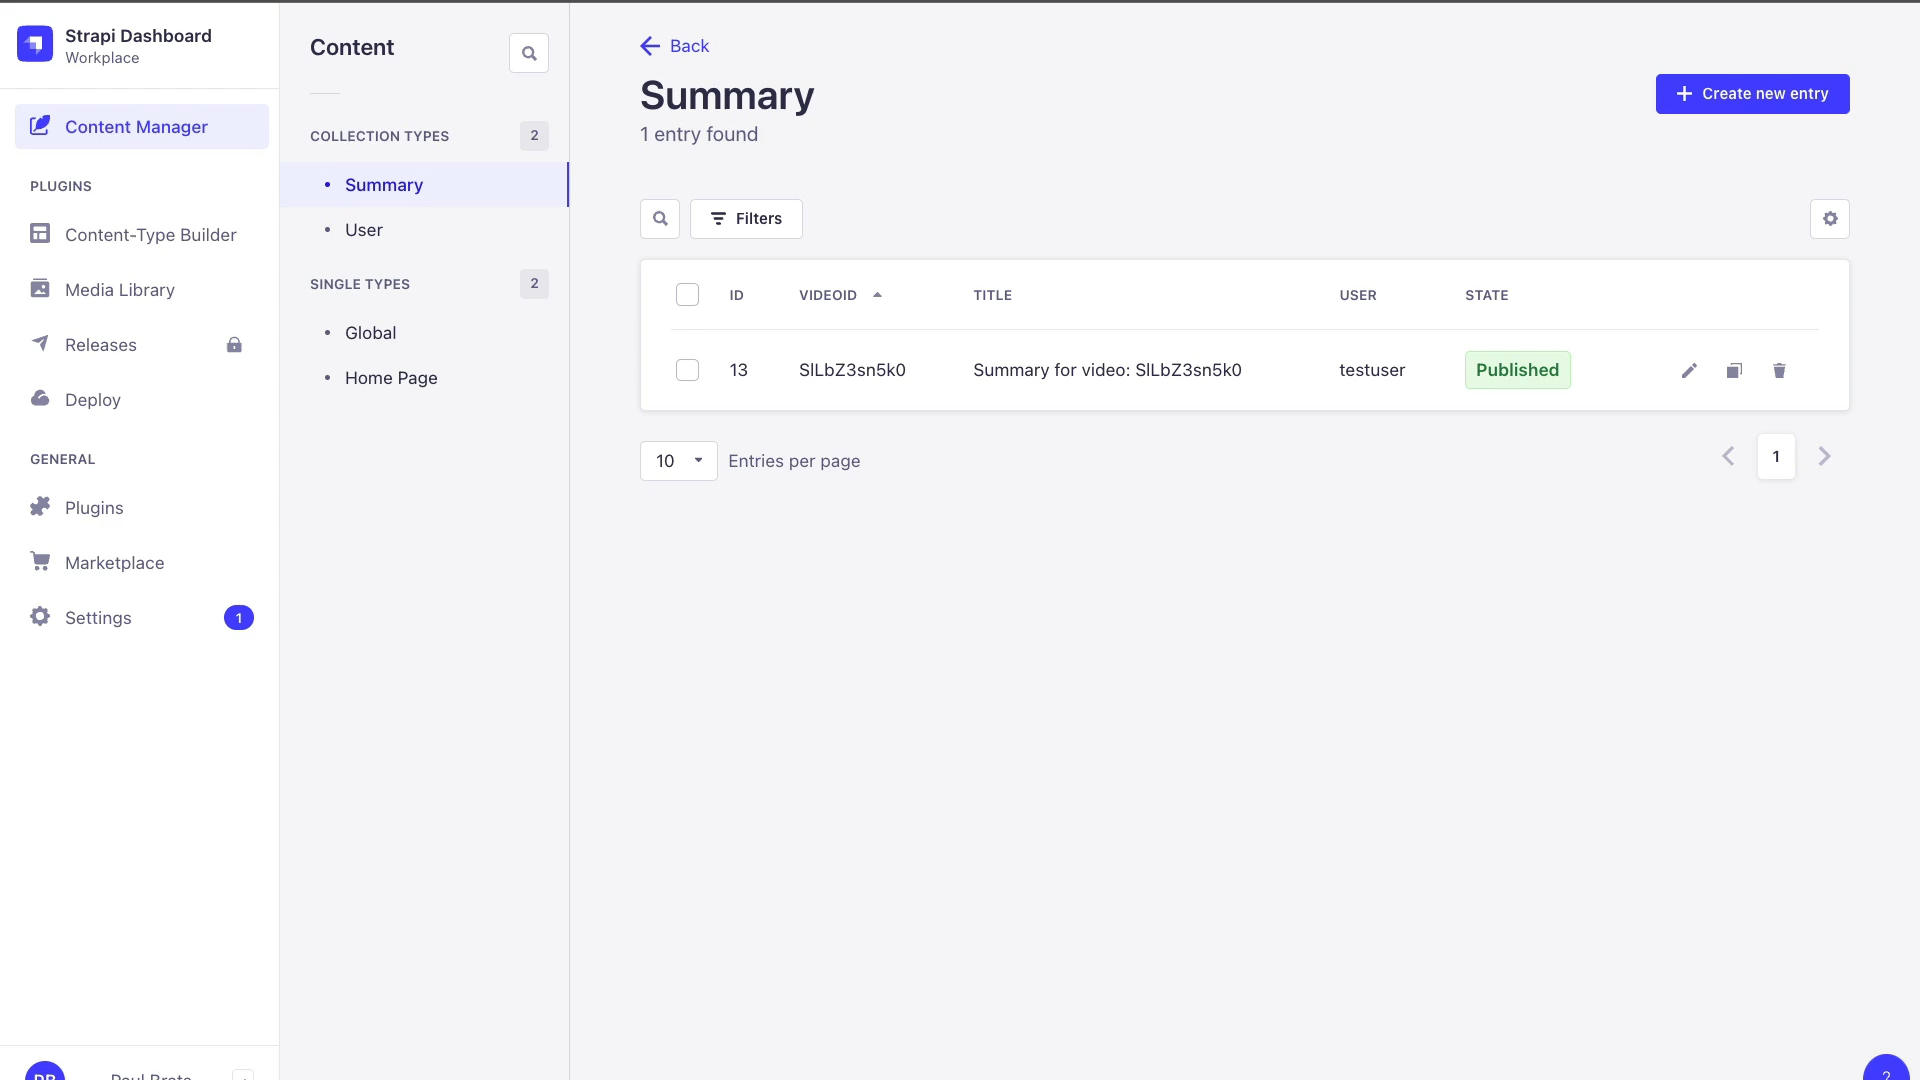 Strapi Dashboard
Workplace
Content Manager
PLUGINS
Content-Type Builder
Media Library
Releases
Deploy
GENERAL
Plugins
Marketplace
Settings
1
Content
COLLECTION TYPES
2
Summary
User
SINGLE TYPES
2
Global
Home Page
Back
Summary
1 entry found
Create new entry
Filters
ID VIDEOID TITLE USER STATE
13 SlLbZ3sn5k0 Summary for video: SlLbZ3sn5k0 testuser Published
10 Entries per page
1